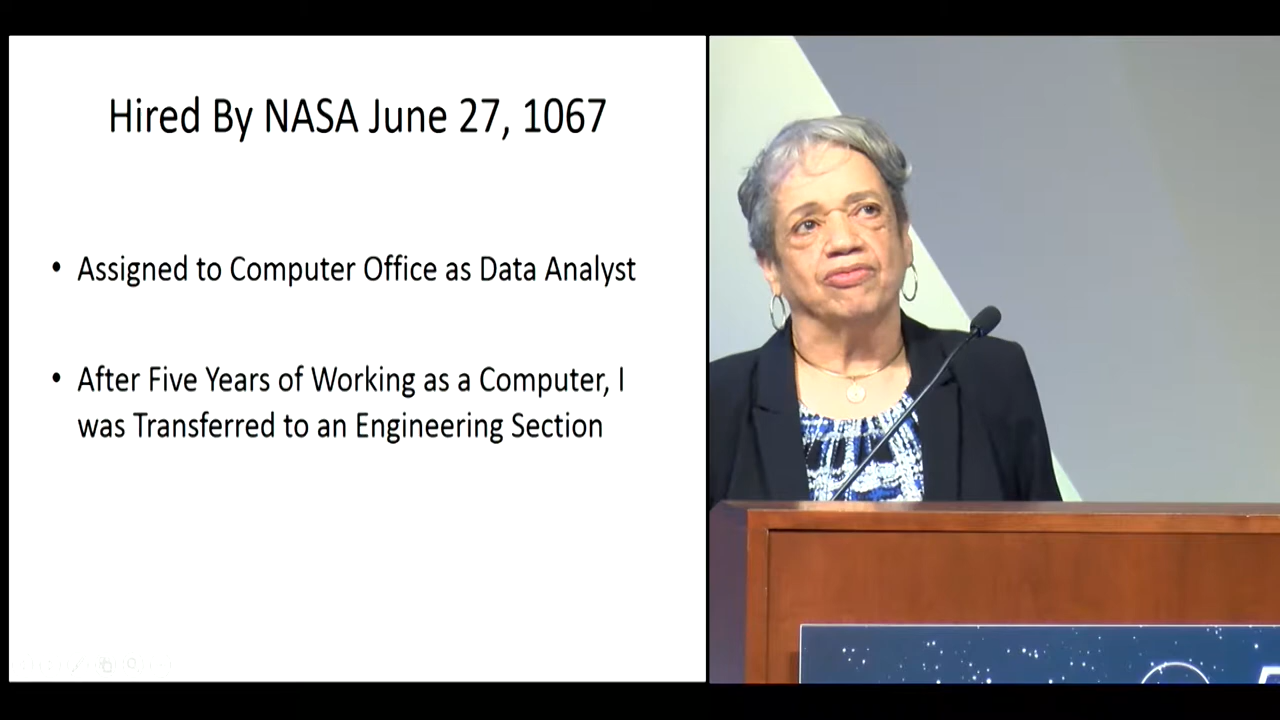 Hired By NASA June 27, 1067
• Assigned to Computer Office as Data Analyst
• After Five Years of Working as a Computer, I
was Transferred to an Engineering Section